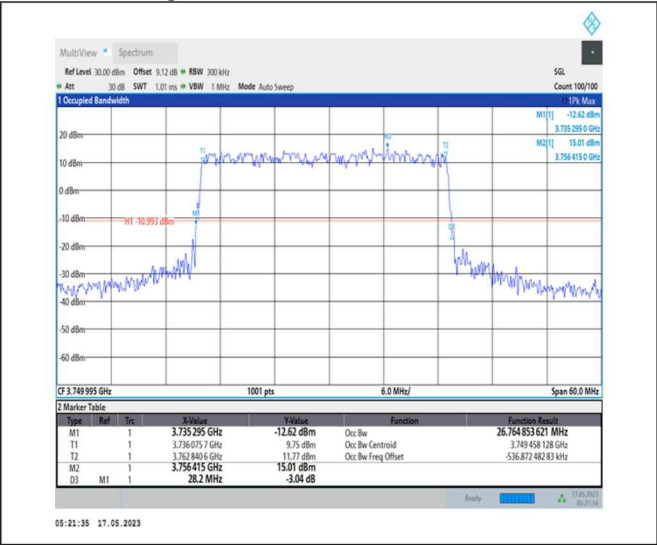 MultiView Spectrum
Ref Level 30.00 dBm Offset 9.12 dB RBW 300 kHz SGL
Att 30 dB SWT 1.01 ms VBW 1 MHz Mode Auto Sweep Count 100/100
1 Occupied Bandwidth 1Pk Max
M1[1] -12.62 dBm
3.735 295 0 GHz
20 dBm M2 T2 M2[1] 15.01 dBm
T1 3.756 415 0 GHz
10 dBm
0 dBm
-10 dBm H1 -10.993 dBm M1
D3
-20 dBm
-30 dBm
-40 dBm
-50 dBm
-60 dBm
CF 3.749 995 GHz 1001 pts 6.0 MHz/ Span 60.0 MHz
2 Marker Table
Type Ref Trc X-Value Y-Value Function Function Result
M1 1 3.735 295 GHz -12.62 dBm Occ Bw 26.764 853 621 MHz
T1 1 3.736 075 7 GHz 9.75 dBm Occ Bw Centroid 3.749 458 128 GHz
T2 1 3.762 840 6 GHz 11.77 dBm Occ Bw Freq Offset -536.872 482 83 kHz
M2 1 3.756 415 GHz 15.01 dBm
D3 M1 1 28.2 MHz -3.04 dB
Ready 17.05.2023
05:21:34
05:21:35 17.05.2023